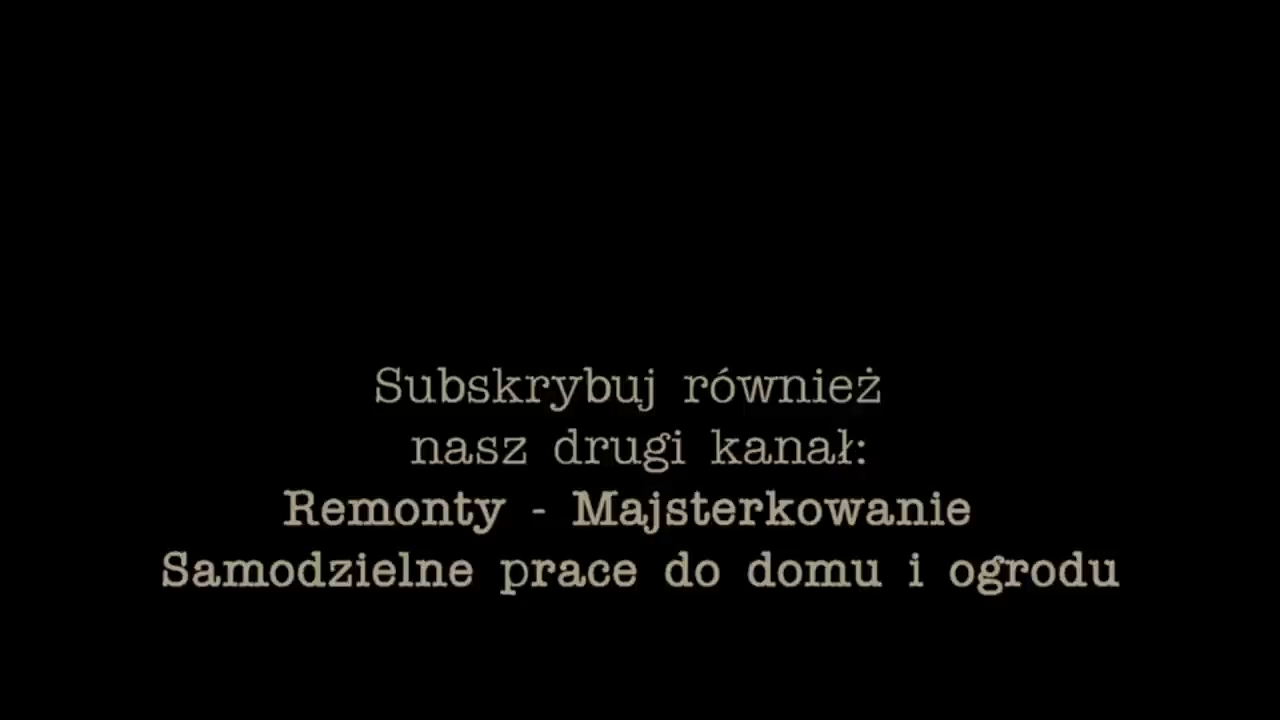 Subskrybuj również
nasz drugi kanał:
Remonty - Majsterkowanie
Samodzielne prace do domu i ogrodu